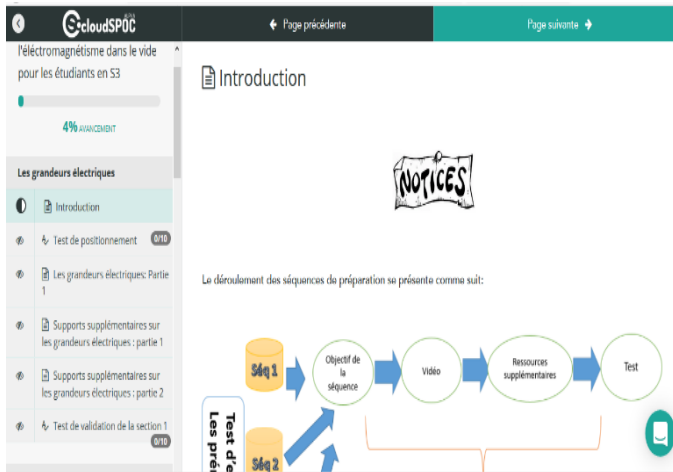 cloudSPOC
Page précédente
Page suivante
l'éléctromagnétisme dans le vide
pour les étudiants en S3
4% AVANCEMENT
Les grandeurs électriques
Introduction
Test de positionnement 0/10
Les grandeurs électriques: Partie
1
Supports supplémentaires sur
les grandeurs électriques : partie 1
Supports supplémentaires sur
les grandeurs électriques : partie 2
Test de validation de la section 1
0/10
Introduction
NOTICES
Le déroulement des séquences de préparation se présente comme suit:
Séq 1
Objectif de
la
séquence
Vidéo
Ressources
supplémentaires
Test
Séq 2
Test d'e
Les pré